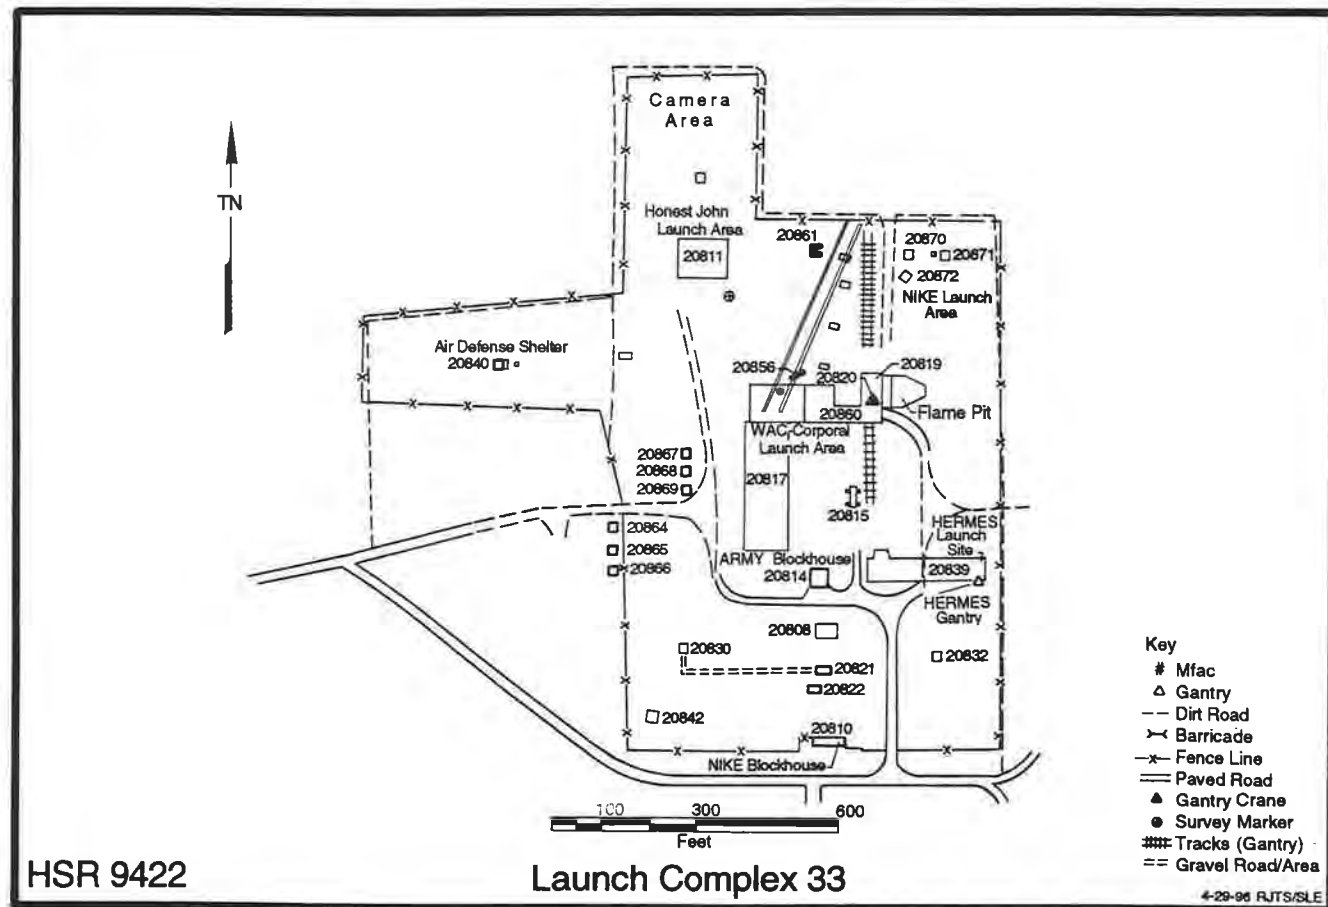 Camera
Area
TN
Honest John
Launch Area
20811
20861
20870
20871
20872
NIKE Launch
Area
Air Defense Shelter
20840
20856
20820
20819
20860
Flame Pit
WAC-Corporal
Launch Area
20867
20868
20869
20817
20815
20864
20865
20866
HERMES
Launch
Site
ARMY Blockhouse
20814
20839
HERMES
Gantry
20808
20830
20821
20822
20832
20842
20810
NIKE Blockhouse
Key
Mfac
Gantry
Dirt Road
Barricade
Fence Line
Paved Road
Gantry Crane
Survey Marker
Tracks (Gantry)
Gravel Road/Area
100 300 600
Feet
HSR 9422
Launch Complex 33
4-29-96 RJTS/SLE